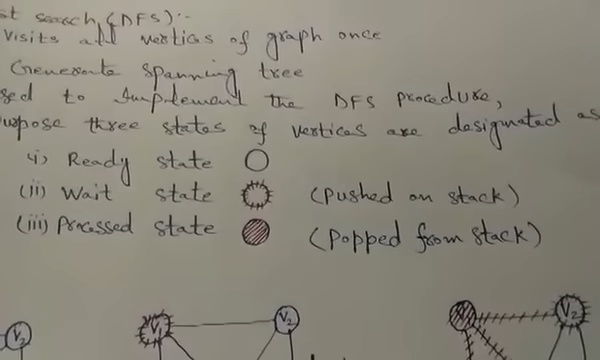 st search (DFS):-
visits all vertices of graph once
Generate spanning tree
sed to Implement the DFS procedure,
uppose three states of vertices are designated as
(i) Ready state
(ii) Wait state (Pushed on stack)
(iii) Processed state (Popped from stack)
V2 V1 V2 V2